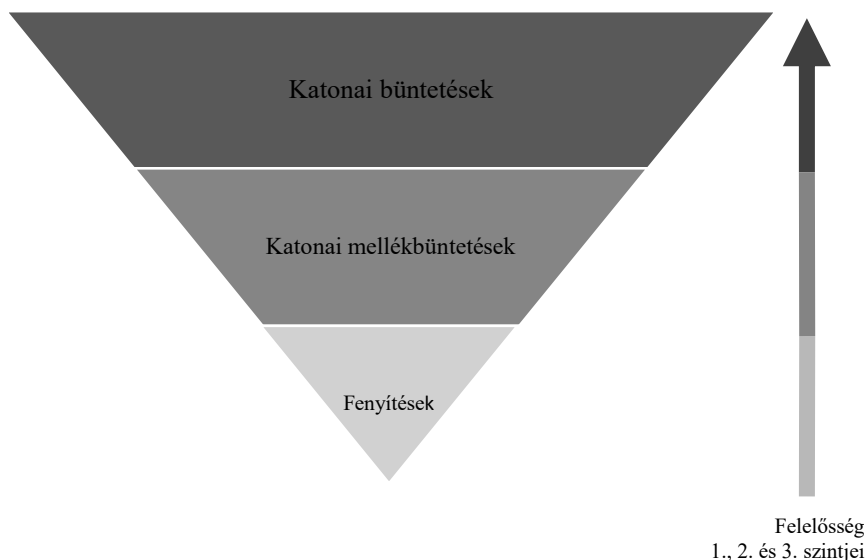 Katonai büntetések
Katonai mellékbüntetések
Fenyítések
Felelősség
1., 2. és 3. szintjei